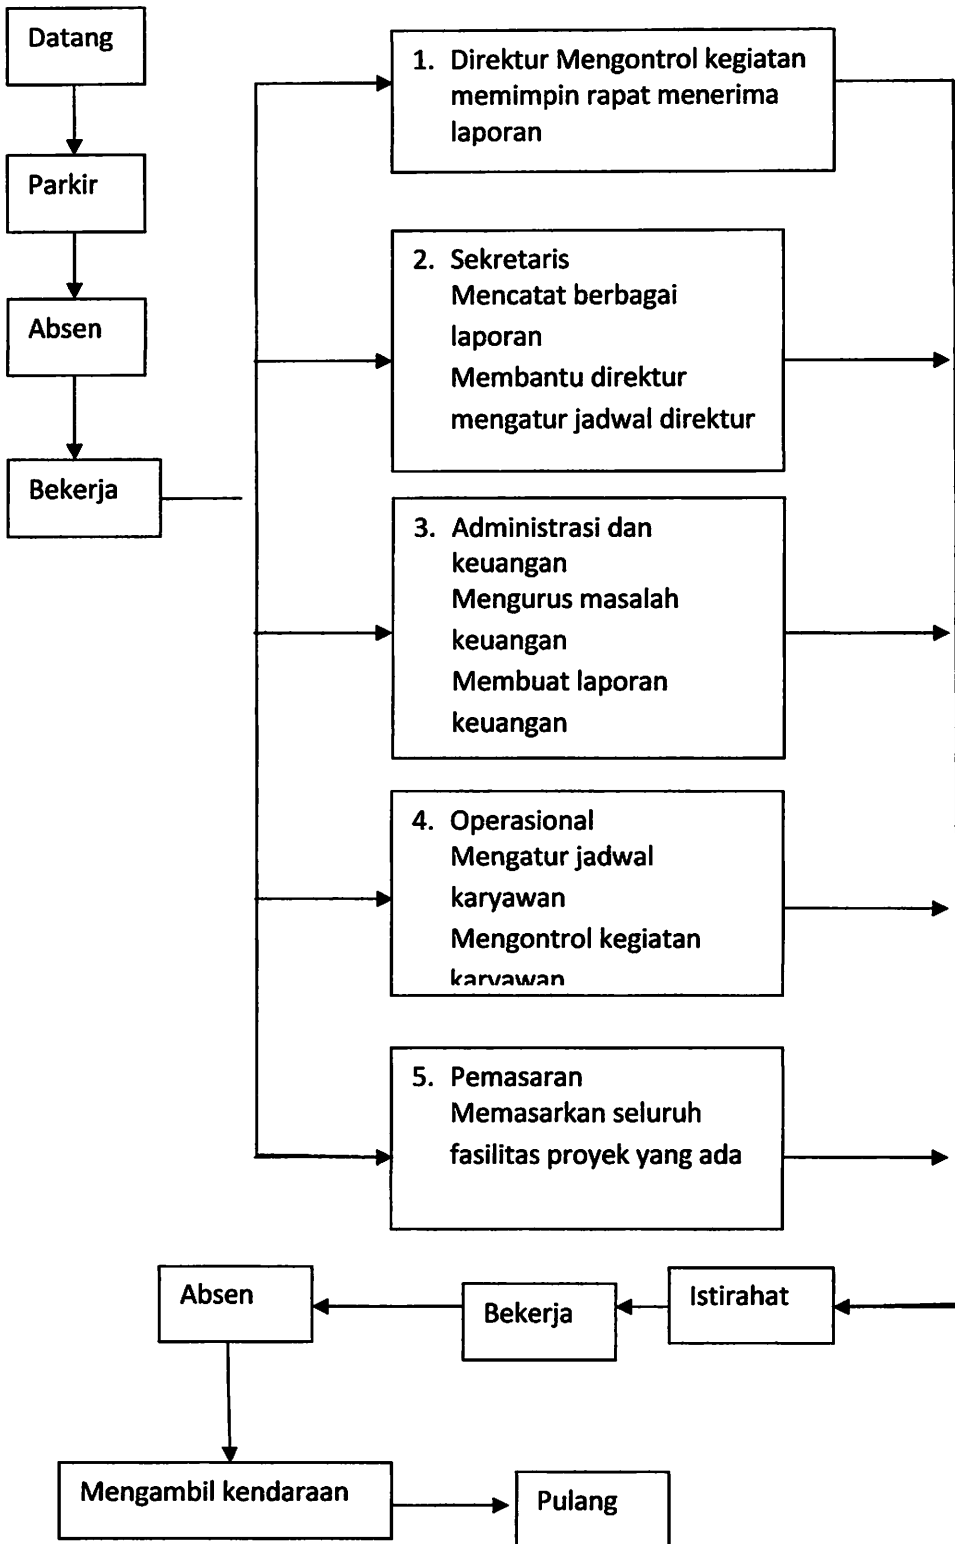 Datang
Parkir
Absen
Bekerja
1. Direktur Mengontrol kegiatan
memimpin rapat menerima
laporan
2. Sekretaris
Mencatat berbagai
laporan
Membantu direktur
mengatur jadwal direktur
3. Administrasi dan
keuangan
Mengurus masalah
keuangan
Membuat laporan
keuangan
4. Operasional
Mengatur jadwal
karyawan
Mengontrol kegiatan
karyawan
5. Pemasaran
Memasarkan seluruh
fasilitas proyek yang ada
Absen
Bekerja
Istirahat
Mengambil kendaraan
Pulang